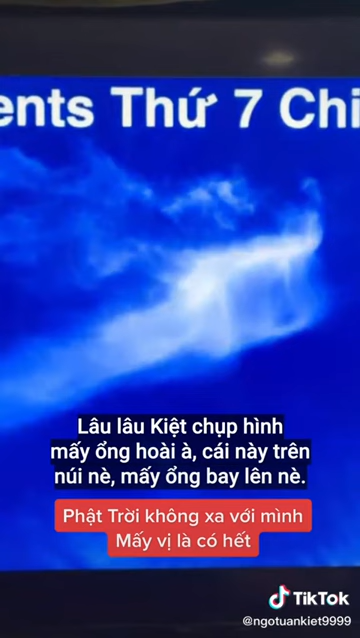 ents Thứ 7 Chi
Lâu lâu Kiệt chụp hình
mấy ổng hoài à, cái này trên
núi nè, mấy ổng bay lên nè.
Phật Trời không xa với mình
Mấy vị là có hết
TikTok
@ngotuankiet9999